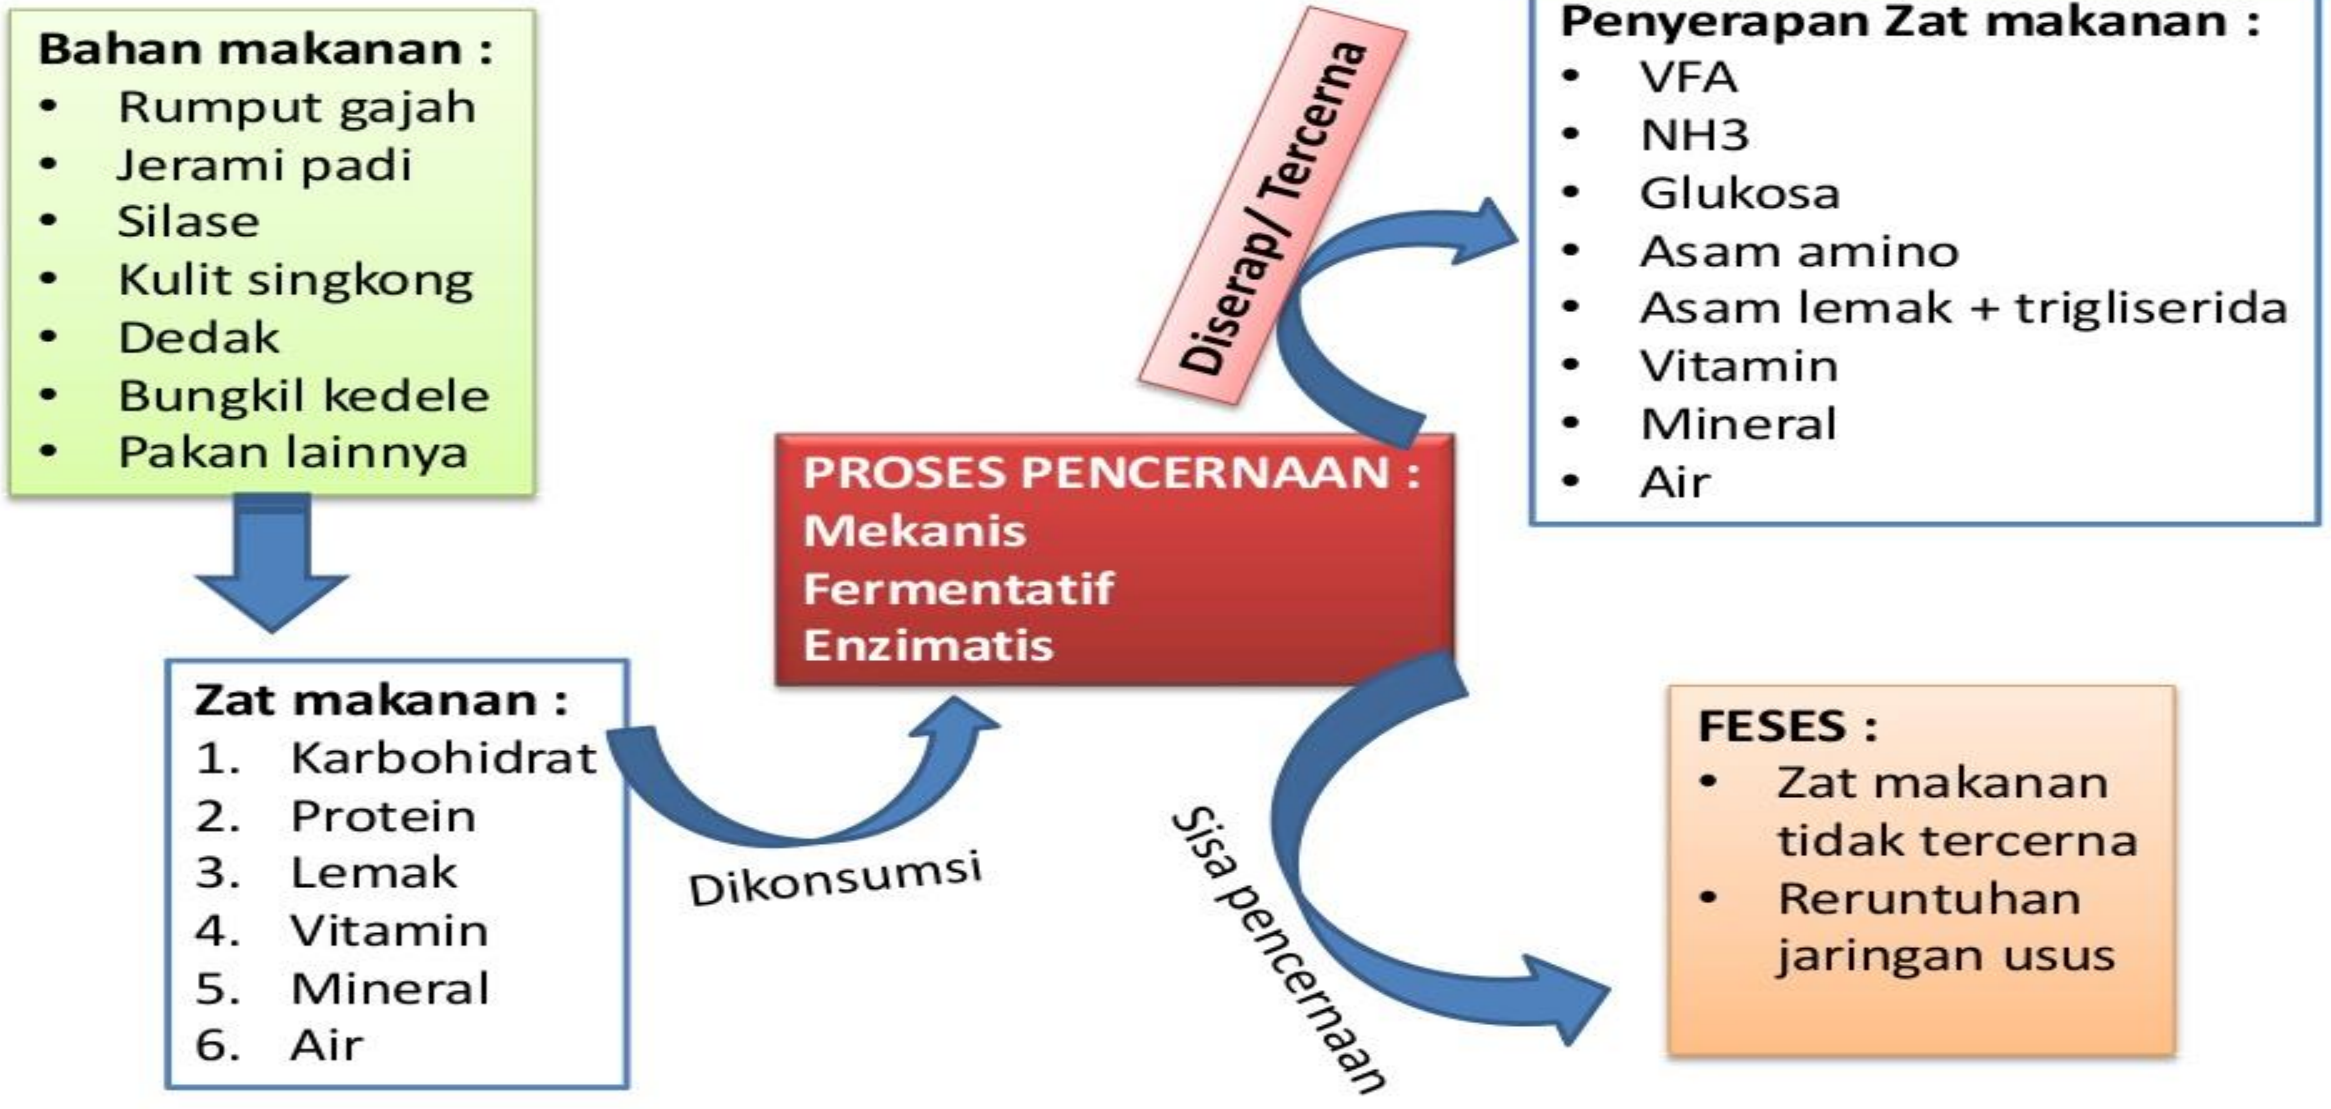 Bahan makanan :
• Rumput gajah
• Jerami padi
• Silase
• Kulit singkong
• Dedak
• Bungkil kedele
• Pakan lainnya
Zat makanan :
1. Karbohidrat
2. Protein
3. Lemak
4. Vitamin
5. Mineral
6. Air
Dikonsumsi
PROSES PENCERNAAN :
Mekanis
Fermentatif
Enzimatis
Diserap/ Tercerna
Penyerapan Zat makanan :
• VFA
• NH3
• Glukosa
• Asam amino
• Asam lemak + trigliserida
• Vitamin
• Mineral
• Air
Sisa pencernaan
FESES :
• Zat makanan
tidak tercerna
• Reruntuhan
jaringan usus